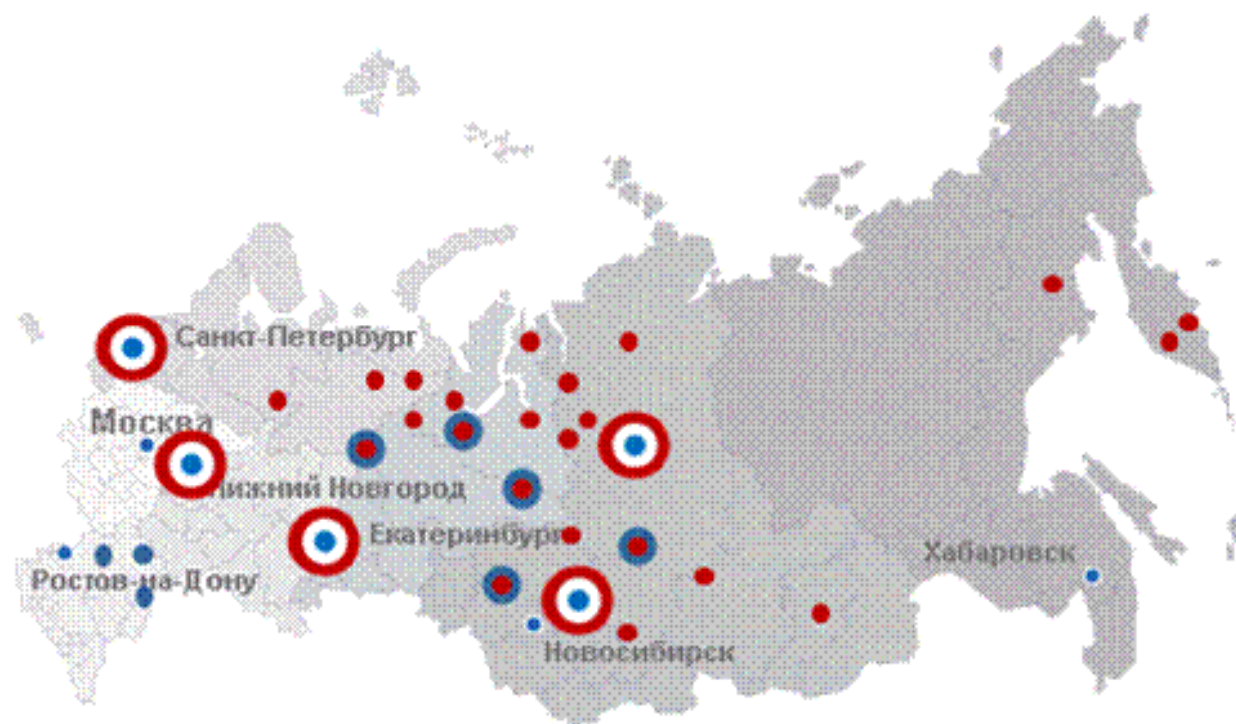 Санкт-Петербург
Москва
Нижний Новгород
Екатеринбург
Хабаровск
Ростов-на-Дону
Новосибирск